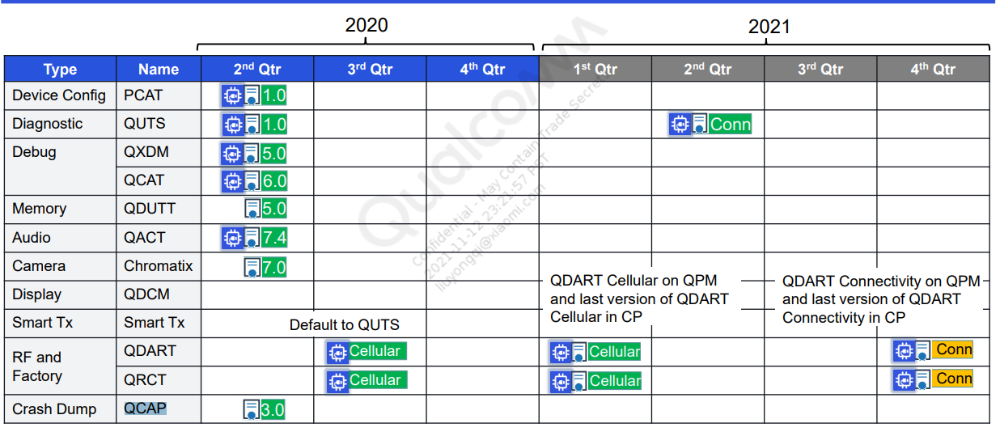 2020
2021
Type Name 2nd Qtr 3rd Qtr 4th Qtr 1st Qtr 2nd Qtr 3rd Qtr 4th Qtr
Device Config PCAT 1.0
Diagnostic QUTS 1.0 Conn
Debug QXDM 5.0
QCAT 6.0
Memory QDUTT 5.0
Audio QACT 7.4
Camera Chromatix 7.0
Display QDCM
Smart Tx Smart Tx
Default to QUTS
QDART Cellular on QPM
and last version of QDART
Cellular in CP
QDART Connectivity on QPM
and last version of QDART
Connectivity in CP
RF and
Factory
QDART Cellular Cellular Conn
QRCT Cellular Cellular Conn
Crash Dump QCAP 3.0
Qualcomm
Confidential - May Contain Trade Secrets
2021-11-12 23:21:57 PST
liuyongqi@xiaomi.com